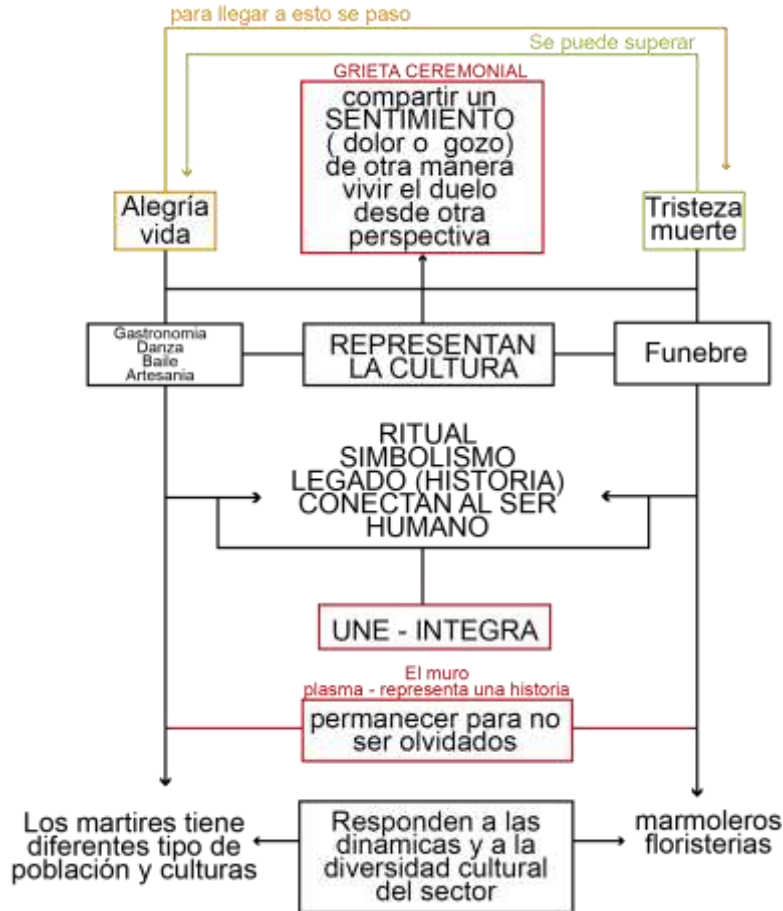 para llegar a esto se paso
Se puede superar
GRIETA CEREMONIAL
compartir un
SENTIMIENTO
( dolor o gozo)
de otra manera
vivir el duelo
desde otra
perspectiva
Alegría
vida
Tristeza
muerte
Gastronomia
Danza
Baile
Artesania
REPRESENTAN
LA CULTURA
Funebre
RITUAL
SIMBOLISMO
LEGADO (HISTORIA)
CONECTAN AL SER
HUMANO
UNE - INTEGRA
El muro
plasma - representa una historia
permanecer para no
ser olvidados
Los martires tiene
diferentes tipo de
población y culturas
Responden a las
dinámicas y a la
diversidad cultural
del sector
marmoleros
floristerias